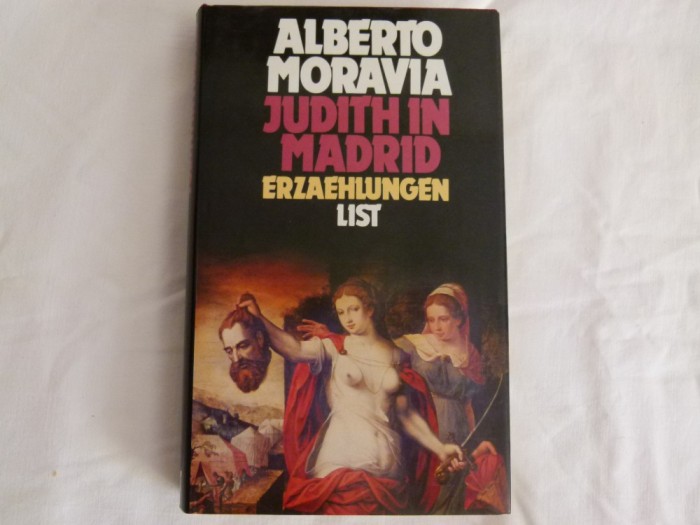 ALBERTO
MORAVIA
JUDITH IN
MADRID
ERZAEHLUNGEN
LIST